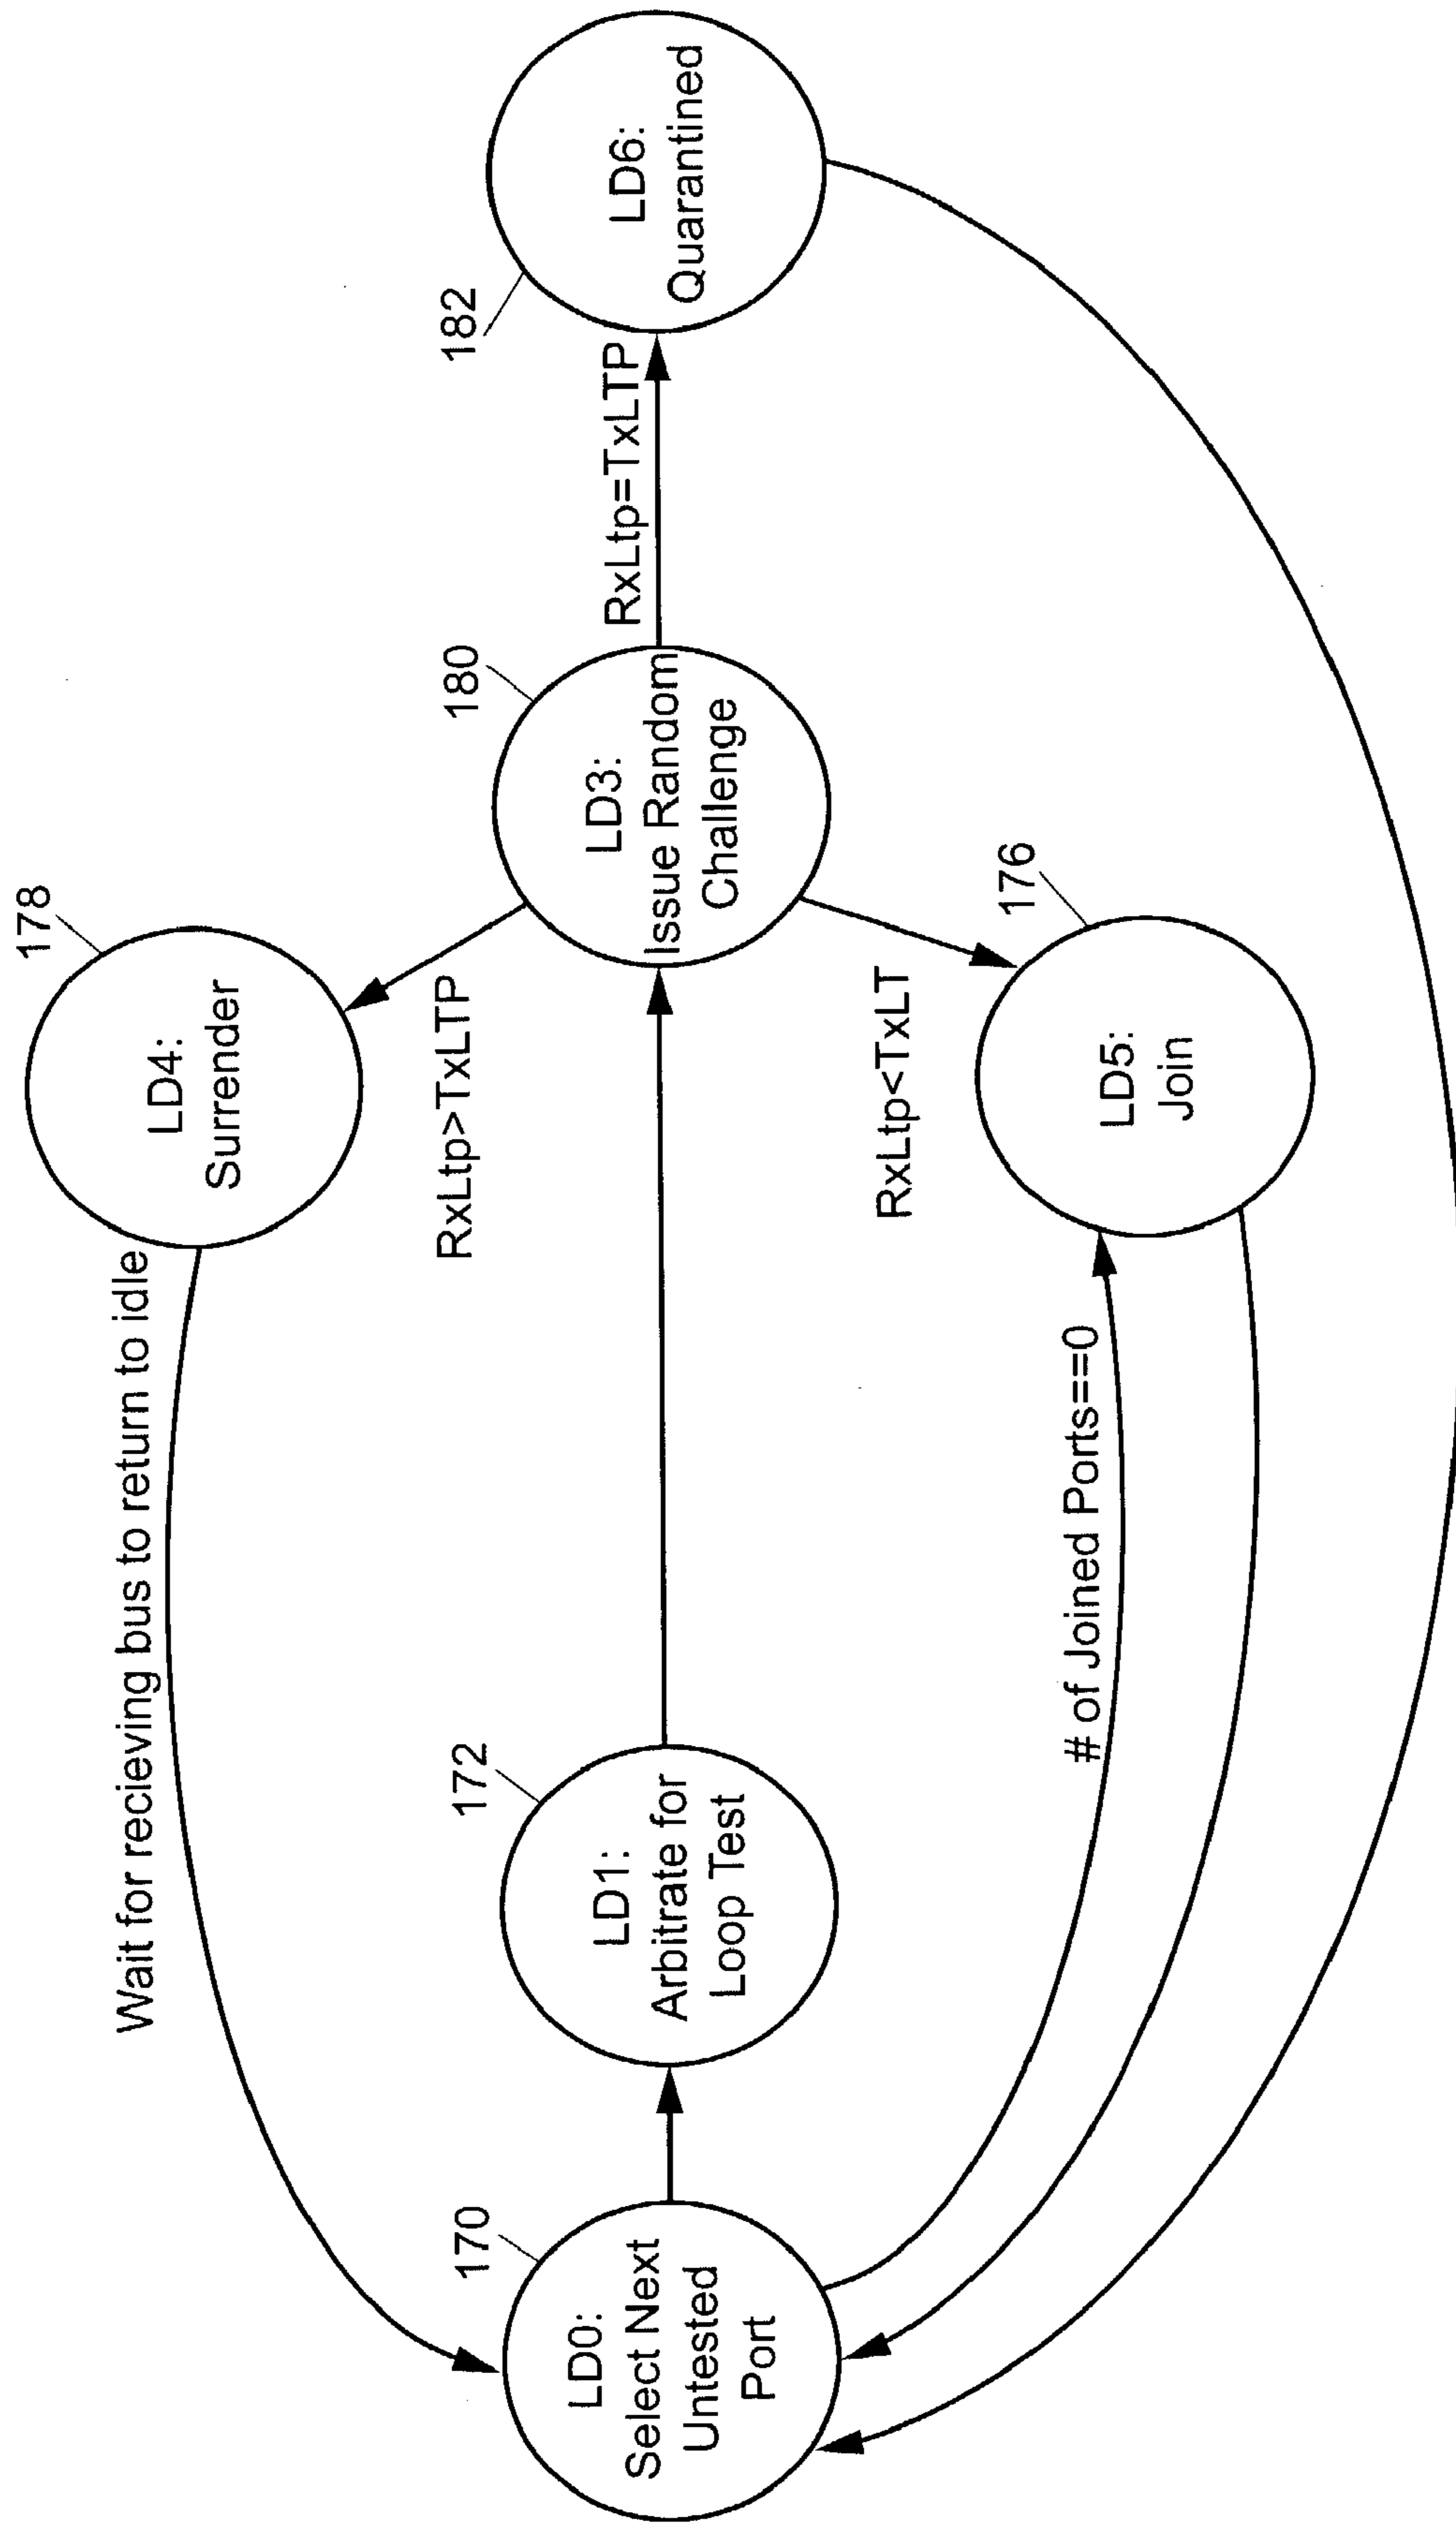 Wait for recieving bus to return to idle
178
LD4:
Surrender
RxLtp>TxLTP
170
LD0:
Select Next
Untested
Port
172
LD1:
Arbitrate for
Loop Test
180
LD3:
Issue Random
Challenge
RxLtp=TxLTP
182
LD6:
Quarantined
RxLtp<TxLT
176
LD5:
Join
# of Joined Ports==0